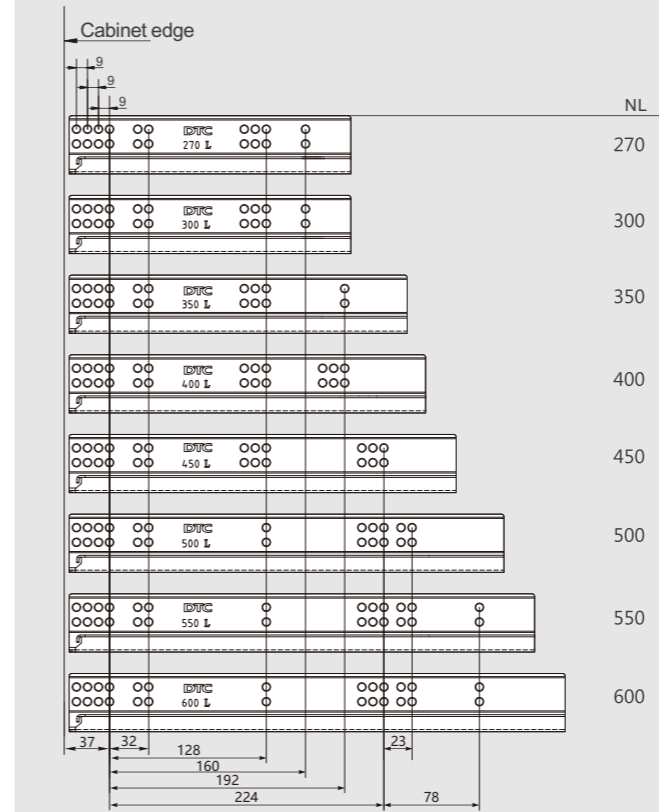 Cabinet edge
9
9
9
NL
DTC
270 L
270
DTC
300 L
300
DTC
350 L
350
DTC
400 L
400
DTC
450 L
450
DTC
500 L
500
DTC
550 L
550
DTC
600 L
600
37 32 23
128
160
192
224 78